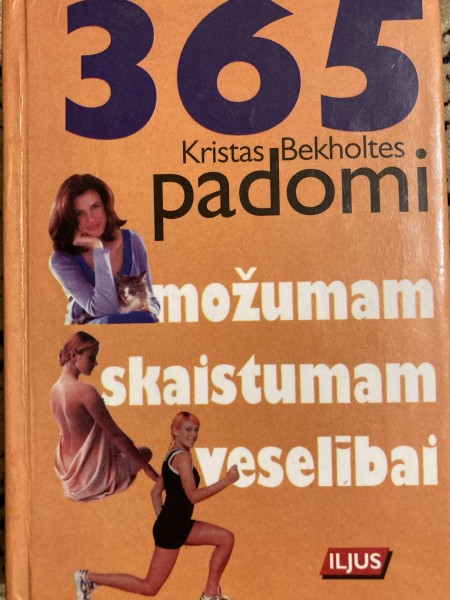 365
Kristas Bekholtes
padomi
možumam
skaistumam
veselībai
ILJUS